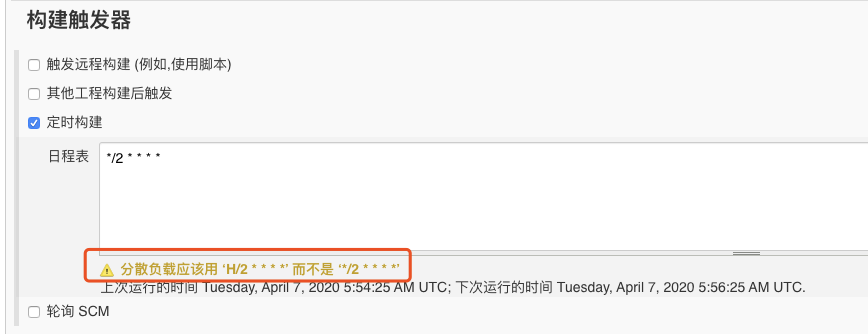 构建触发器
触发远程构建 (例如,使用脚本)
其他工程构建后触发
定时构建
日程表
*/2 * * * *
分散负载应该用 ‘H/2 * * * *’ 而不是 ‘*/2 * * * *’
上次运行的时间 Tuesday, April 7, 2020 5:54:25 AM UTC; 下次运行的时间 Tuesday, April 7, 2020 5:56:25 AM UTC.
轮询 SCM